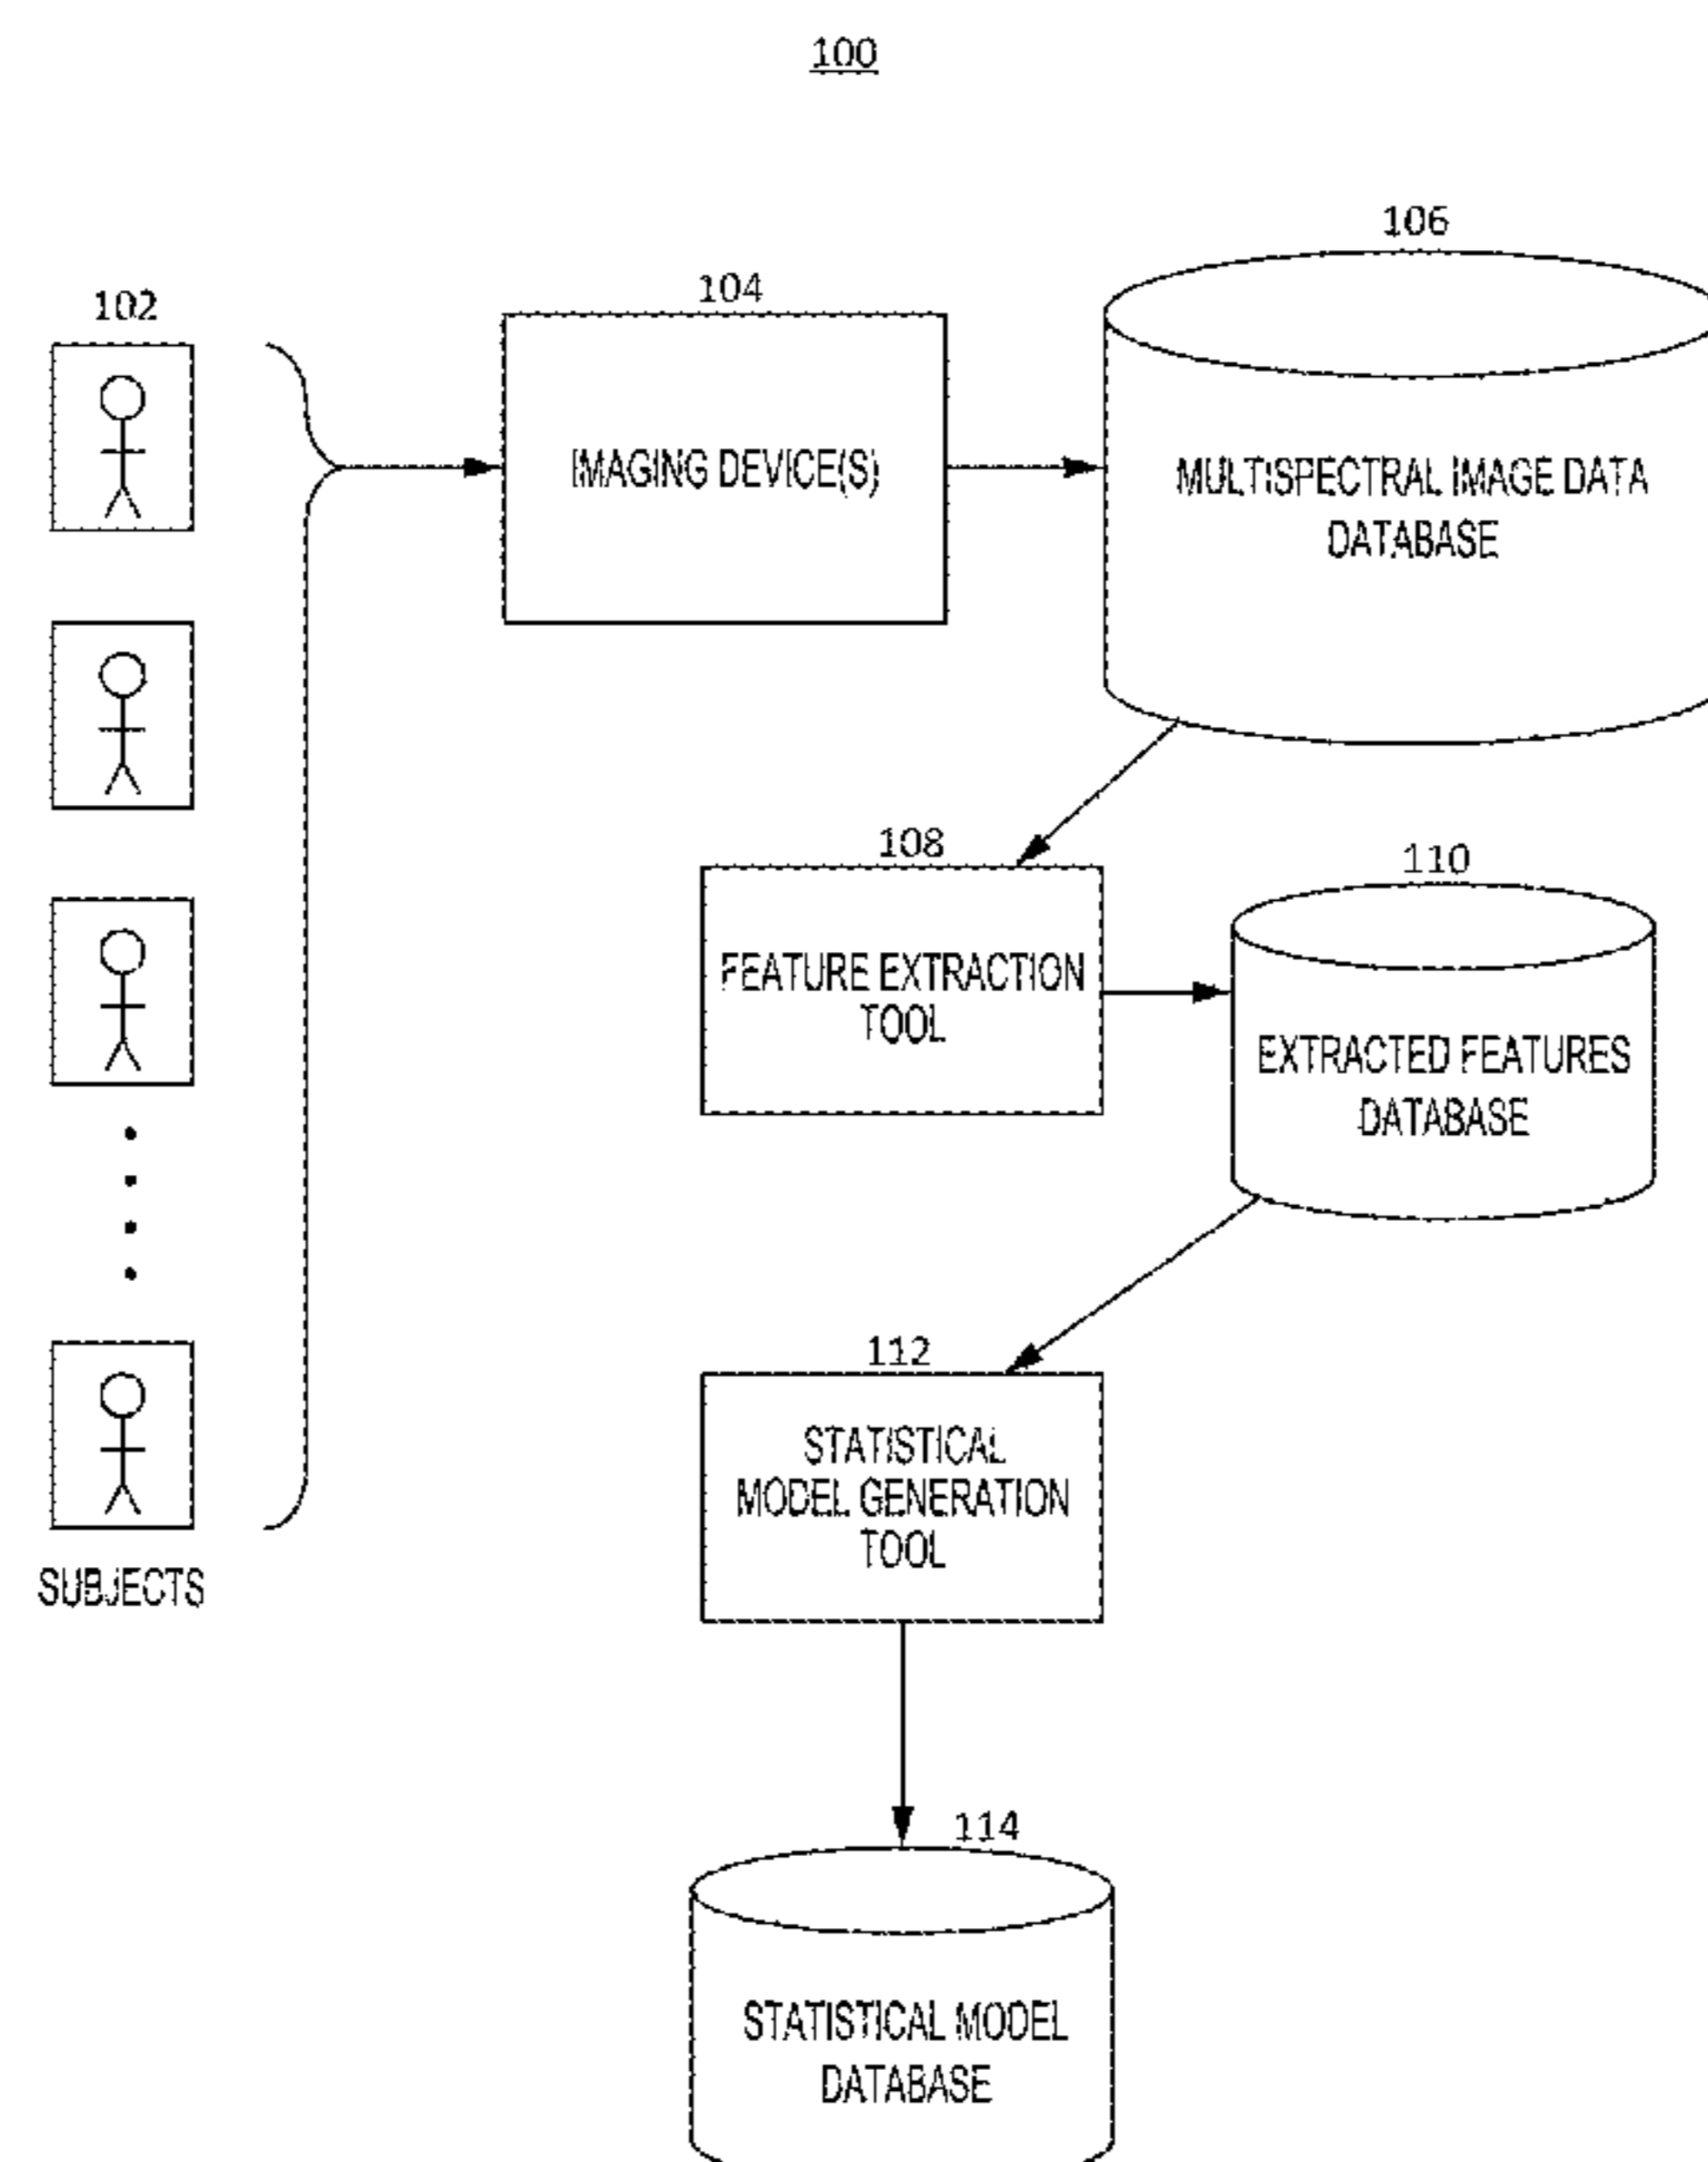 100
102
104
106
IMAGING DEVICE(S)
MULTISPECTRAL IMAGE DATA
DATABASE
108
FEATURE EXTRACTION
TOOL
110
EXTRACTED FEATURES
DATABASE
112
STATISTICAL
MODEL GENERATION
TOOL
SUBJECTS
114
STATISTICAL MODEL
DATABASE